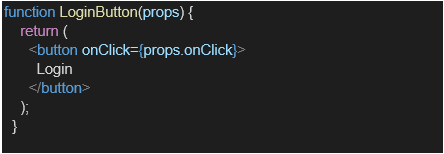 function LoginButton(props) {
    return (
      <button onClick={props.onClick}>
        Login
      </button>
    );
  }